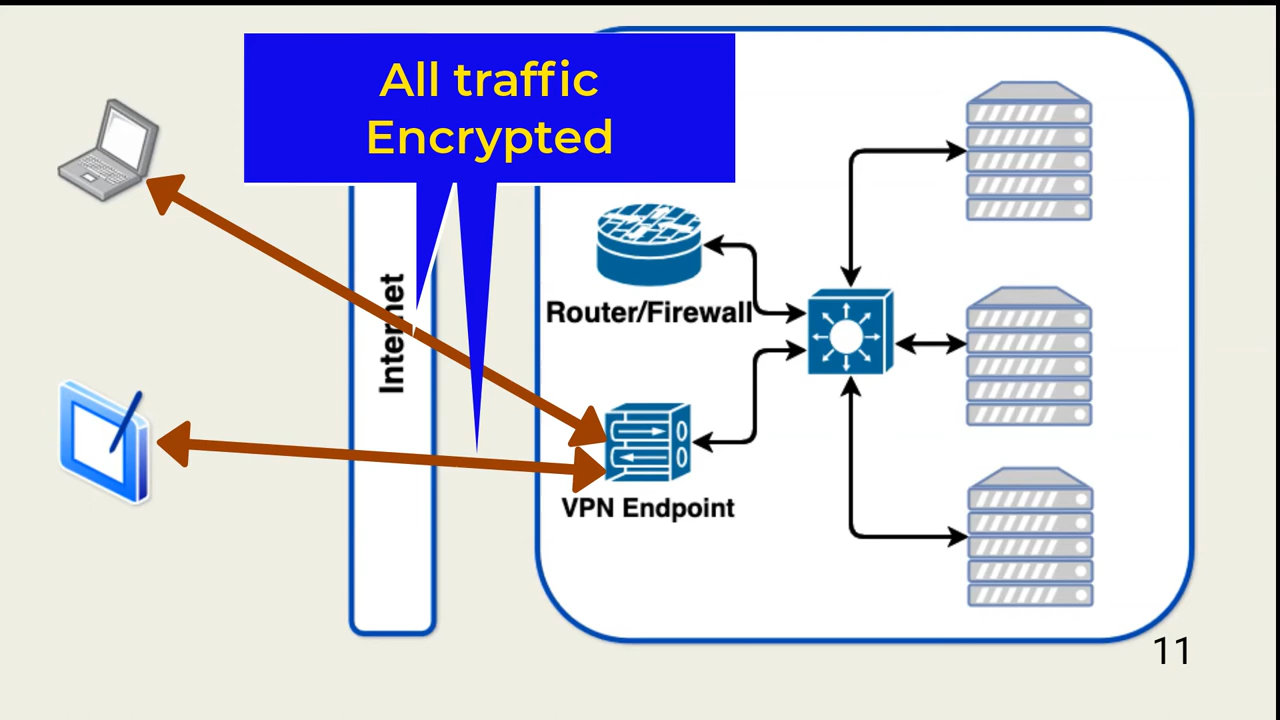 All traffic
Encrypted
Internet
Router/Firewall
VPN Endpoint
11